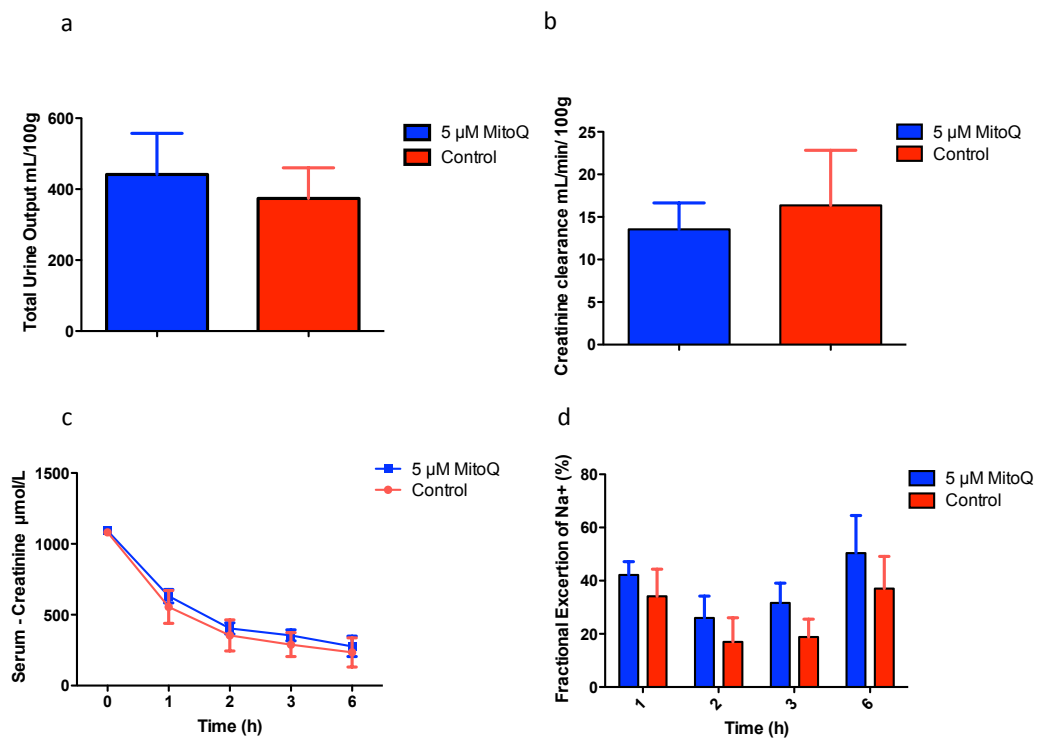 a
Total Urine Output mL/100g
600
400
200
0
5 µM MitoQ
Control
b
Creatinine clearance mL/min/ 100g
25
20
15
10
5
0
5 µM MitoQ
Control
c
Serum - Creatinine µmol/L
1500
1000
500
0
0 1 2 3 6
Time (h)
5 µM MitoQ
Control
d
Fractional Excertion of Na+ (%)
80
60
40
20
0
1 2 3 6
Time (h)
5 µM MitoQ
Control